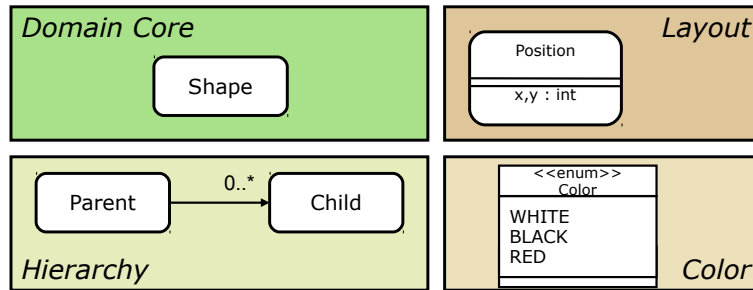 Domain Core
Shape
Layout
Position
x,y : int
Parent
0..*
Child
Hierarchy
<<enum>>
Color
WHITE
BLACK
RED
Color